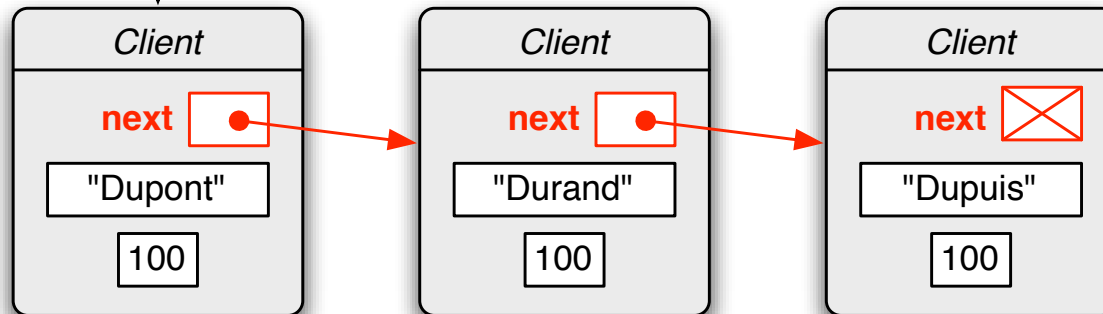 Client
next
"Dupont"
100
Client
next
"Durand"
100
Client
next
"Dupuis"
100